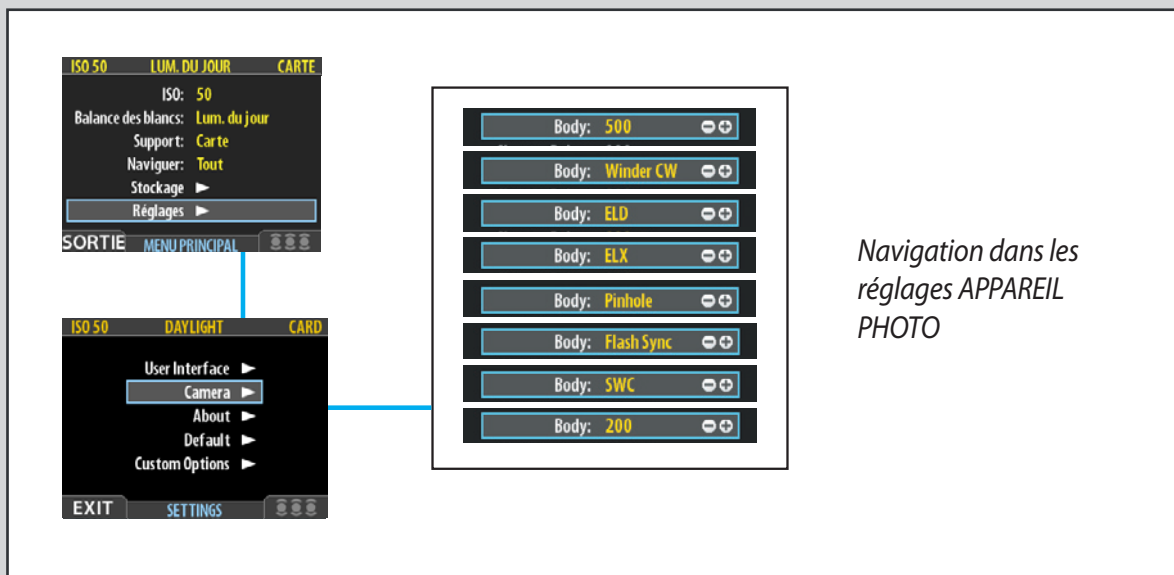 ISO 50 LUM. DU JOUR CARTE
ISO: 50
Balance des blancs: Lum. du jour
Support: Carte
Naviguer: Tout
Stockage
Réglages
SORTIE MENU PRINCIPAL
ISO 50 DAYLIGHT CARD
User Interface
Camera
About
Default
Custom Options
EXIT SETTINGS
Body: 500
Body: Winder CW
Body: ELD
Body: ELX
Body: Pinhole
Body: Flash Sync
Body: SWC
Body: 200
Navigation dans les
réglages APPAREIL
PHOTO